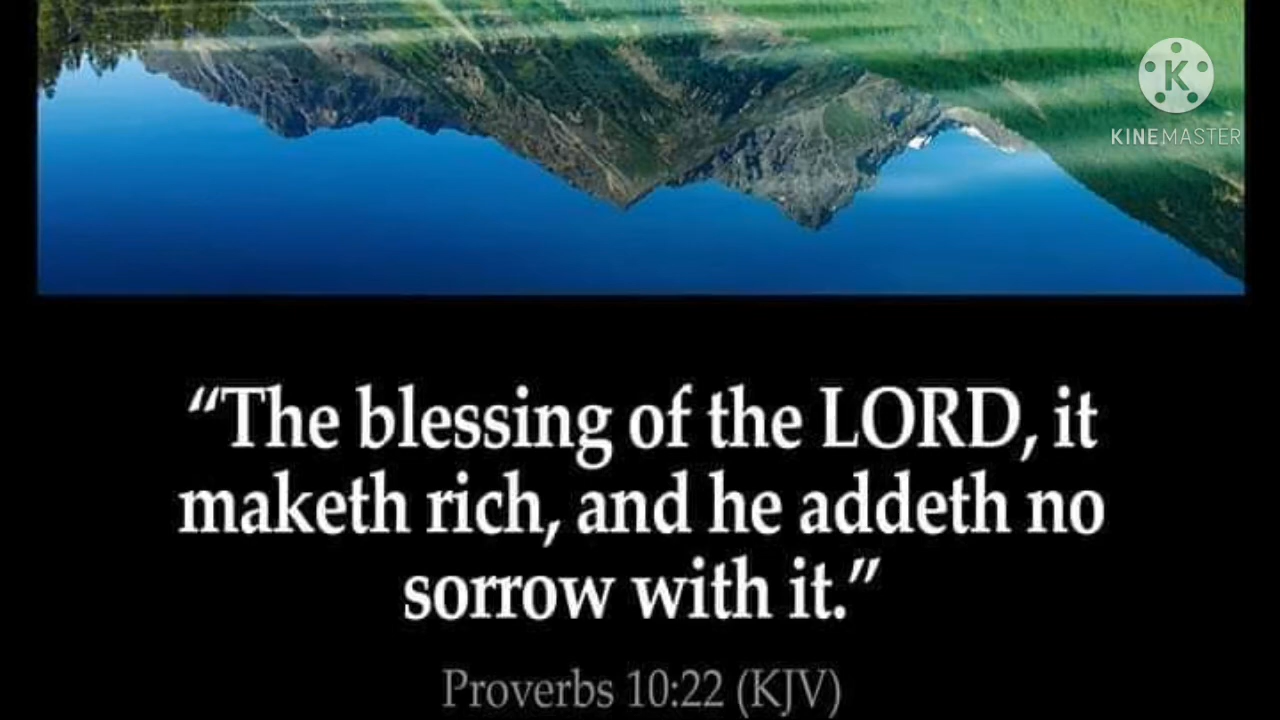 KINEMASTER
“The blessing of the LORD, it
maketh rich, and he addeth no
sorrow with it.”
Proverbs 10:22 (KJV)